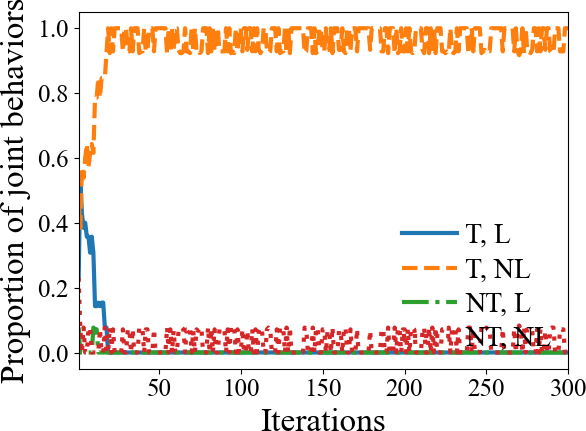 Proportion of joint behaviors
1.0
0.8
0.6
0.4
0.2
0.0
T, L
T, NL
NT, L
NT, NL
50 100 150 200 250 300
Iterations